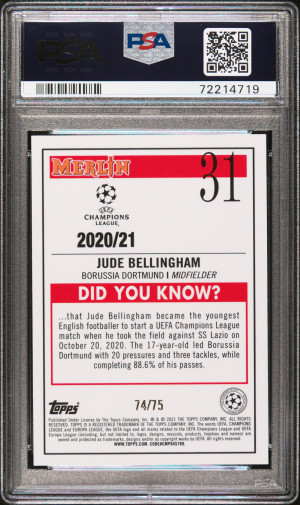 PSA
PSA
72214719
MERLIN
31
UEFA
CHAMPIONS
LEAGUE
2020/21
JUDE BELLINGHAM
BORUSSIA DORTMUND | MIDFIELDER
DID YOU KNOW?
...that Jude Bellingham became the youngest
English footballer to start a UEFA Champions League
match when he took the field against SS Lazio on
October 20, 2020. The 17-year-old led Borussia
Dortmund with 20 pressures and three tackles, while
completing 88.6% of his passes.
Topps
74/75
PSA